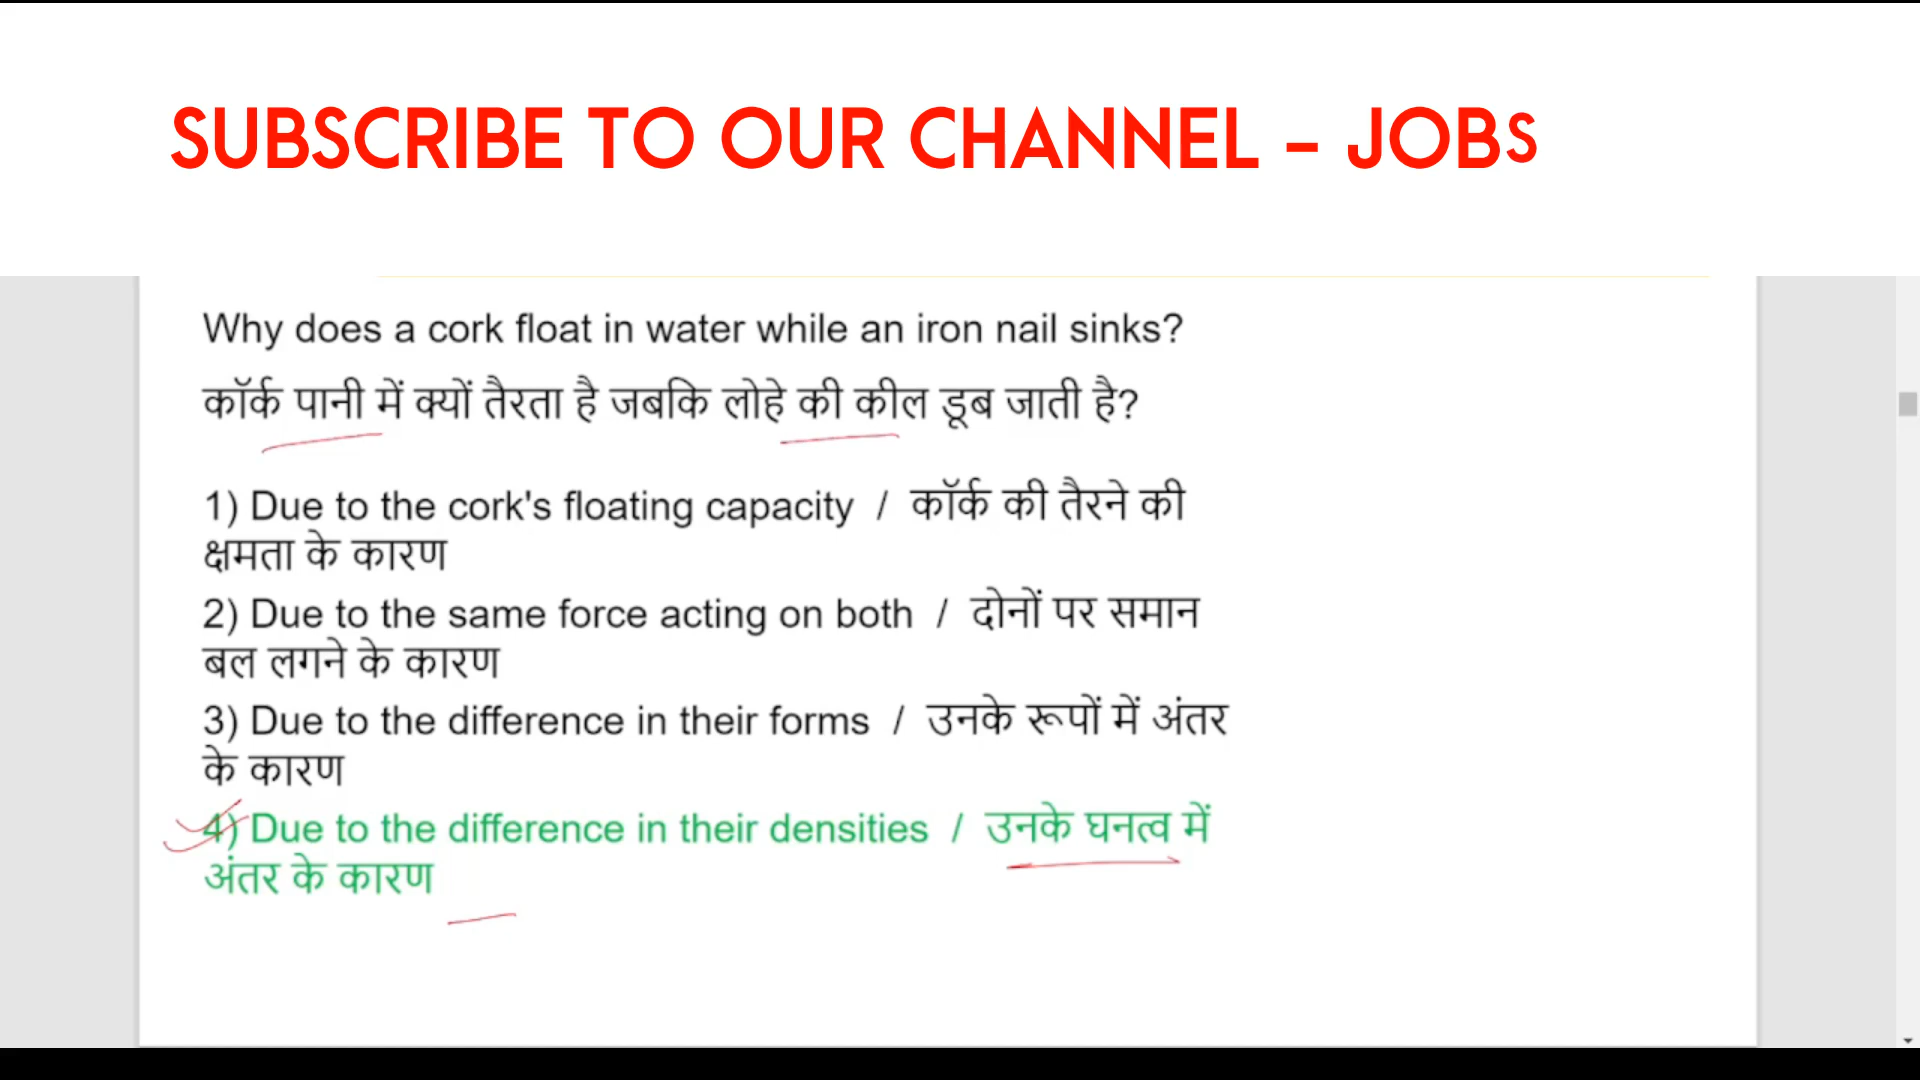 SUBSCRIBE TO OUR CHANNEL - JOBS
Why does a cork float in water while an iron nail sinks?
कॉर्क पानी में क्यों तैरता है जबकि लोहे की कील डूब जाती है?
1) Due to the cork's floating capacity / कॉर्क की तैरने की
क्षमता के कारण
2) Due to the same force acting on both / दोनों पर समान
बल लगने के कारण
3) Due to the difference in their forms / उनके रूपों में अंतर
के कारण
4) Due to the difference in their densities / उनके घनत्व में
अंतर के कारण